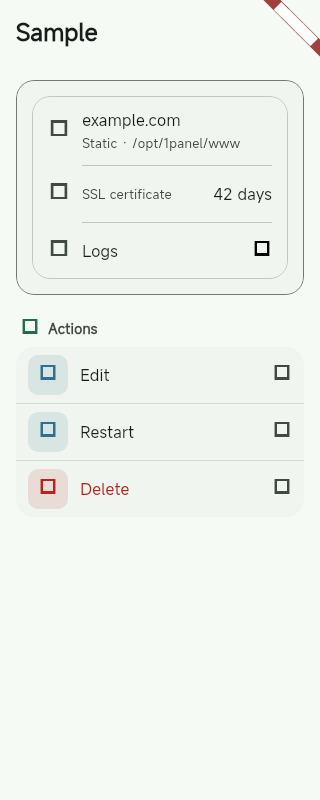 Sample
example.com
Static · /opt/1panel/www
SSL certificate 42 days
Logs
Actions
Edit
Restart
Delete